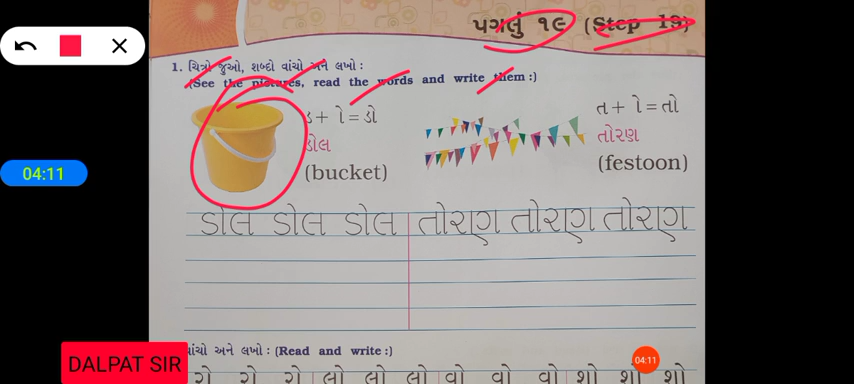 પગલું ૧૯ (Step 19)
1. ચિત્રો જુઓ, શબ્દો વાંચો અને લખો :
(See the pictures, read the words and write them :)
ડ + ો = ડો
ડોલ
(bucket)
ત + ો = તો
તોરણ
(festoon)
04:11
ડોલ ડોલ ડોલ તોરણ તોરણ તોરણ
વાંચો અને લખો : (Read and write :)
04:11
DALPAT SIR
રો રો રો લો લો લો વો વો વો શો શો શો